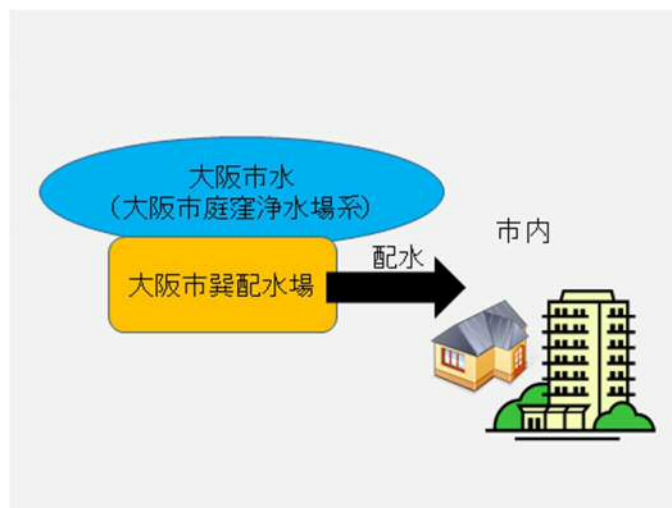 大阪市水
（大阪市庭窪浄水場系）
大阪市巽配水場
配水
市内